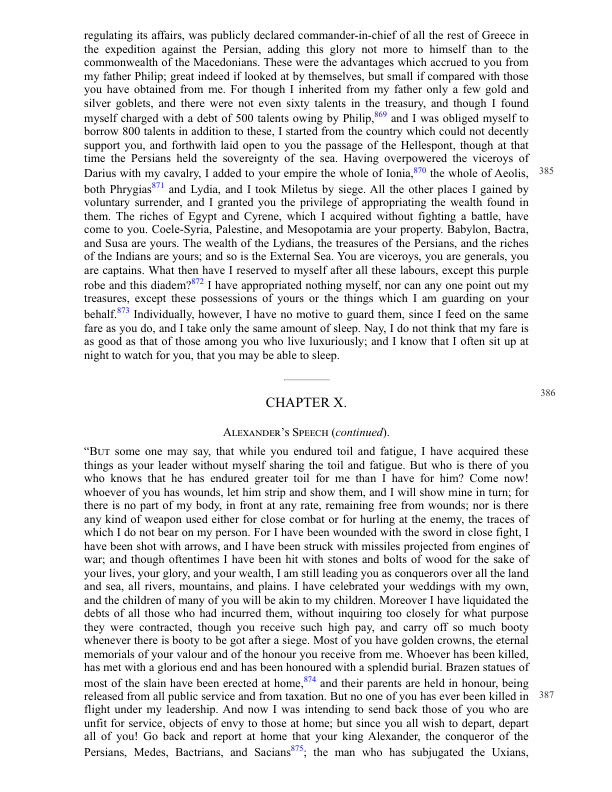 regulating its affairs, was publicly declared commander-in-chief of all the rest of Greece in
the expedition against the Persian, adding this glory not more to himself than to the
commonwealth of the Macedonians. These were the advantages which accrued to you from
my father Philip; great indeed if looked at by themselves, but small if compared with those
you have obtained from me. For though I inherited from my father only a few gold and
silver goblets, and there were not even sixty talents in the treasury, and though I found
myself charged with a debt of 500 talents owing by Philip,869 and I was obliged myself to
borrow 800 talents in addition to these, I started from the country which could not decently
support you, and forthwith laid open to you the passage of the Hellespont, though at that
time the Persians held the sovereignty of the sea. Having overpowered the viceroys of
Darius with my cavalry, I added to your empire the whole of Ionia,870 the whole of Aeolis, 385
both Phrygias871 and Lydia, and I took Miletus by siege. All the other places I gained by
voluntary surrender, and I granted you the privilege of appropriating the wealth found in
them. The riches of Egypt and Cyrene, which I acquired without fighting a battle, have
come to you. Coele-Syria, Palestine, and Mesopotamia are your property. Babylon, Bactra,
and Susa are yours. The wealth of the Lydians, the treasures of the Persians, and the riches
of the Indians are yours; and so is the External Sea. You are viceroys, you are generals, you
are captains. What then have I reserved to myself after all these labours, except this purple
robe and this diadem?872 I have appropriated nothing myself, nor can any one point out my
treasures, except these possessions of yours or the things which I am guarding on your
behalf.873 Individually, however, I have no motive to guard them, since I feed on the same
fare as you do, and I take only the same amount of sleep. Nay, I do not think that my fare is
as good as that of those among you who live luxuriously; and I know that I often sit up at
night to watch for you, that you may be able to sleep.
386
CHAPTER X.
Alexander's Speech (continued).
“But some one may say, that while you endured toil and fatigue, I have acquired these
things as your leader without myself sharing the toil and fatigue. But who is there of you
who knows that he has endured greater toil for me than I have for him? Come now!
whoever of you has wounds, let him strip and show them, and I will show mine in turn; for
there is no part of my body, in front at any rate, remaining free from wounds; nor is there
any kind of weapon used either for close combat or for hurling at the enemy, the traces of
which I do not bear on my person. For I have been wounded with the sword in close fight, I
have been shot with arrows, and I have been struck with missiles projected from engines of
war; and though oftentimes I have been hit with stones and bolts of wood for the sake of
your lives, your glory, and your wealth, I am still leading you as conquerors over all the land
and sea, all rivers, mountains, and plains. I have celebrated your weddings with my own,
and the children of many of you will be akin to my children. Moreover I have liquidated the
debts of all those who had incurred them, without inquiring too closely for what purpose
they were contracted, though you receive such high pay, and carry off so much booty
whenever there is booty to be got after a siege. Most of you have golden crowns, the eternal
memorials of your valour and of the honour you receive from me. Whoever has been killed,
has met with a glorious end and has been honoured with a splendid burial. Brazen statues of
most of the slain have been erected at home,874 and their parents are held in honour, being
released from all public service and from taxation. But no one of you has ever been killed in 387
flight under my leadership. And now I was intending to send back those of you who are
unfit for service, objects of envy to those at home; but since you all wish to depart, depart
all of you! Go back and report at home that your king Alexander, the conqueror of the
Persians, Medes, Bactrians, and Sacians875; the man who has subjugated the Uxians,